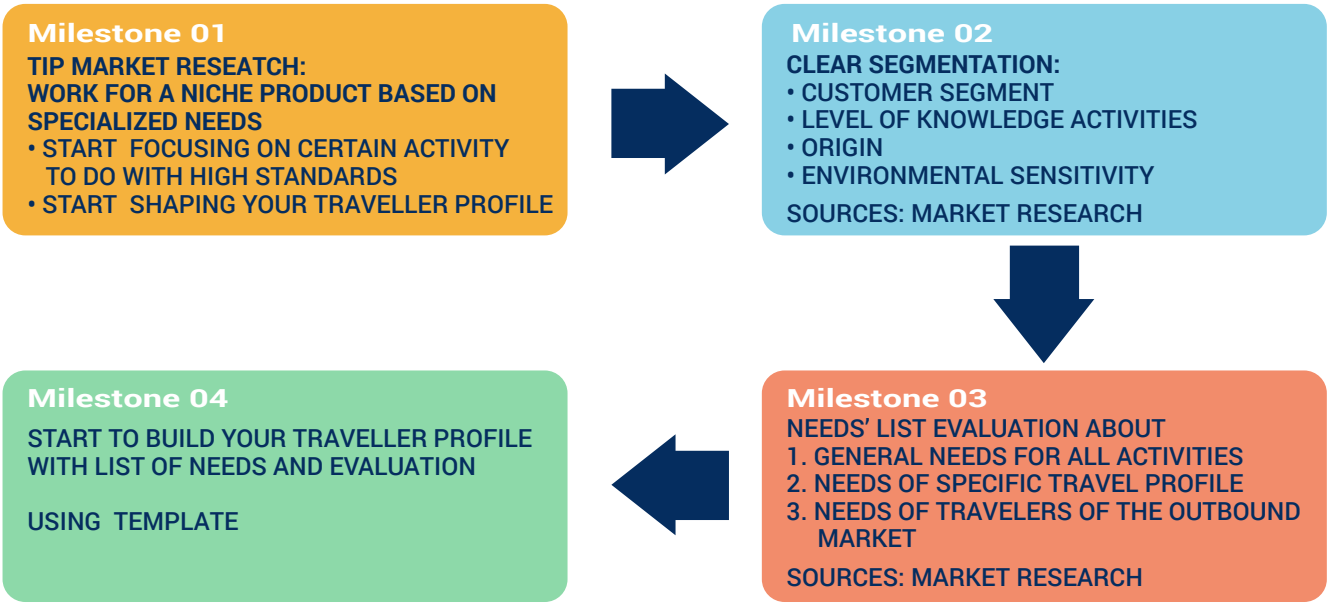 Milestone 01
TIP MARKET RESEATCH:
WORK FOR A NICHE PRODUCT BASED ON
SPECIALIZED NEEDS
• START FOCUSING ON CERTAIN ACTIVITY
TO DO WITH HIGH STANDARDS
• START SHAPING YOUR TRAVELLER PROFILE
Milestone 02
CLEAR SEGMENTATION:
• CUSTOMER SEGMENT
• LEVEL OF KNOWLEDGE ACTIVITIES
• ORIGIN
• ENVIRONMENTAL SENSITIVITY
SOURCES: MARKET RESEARCH
Milestone 03
NEEDS' LIST EVALUATION ABOUT
1. GENERAL NEEDS FOR ALL ACTIVITIES
2. NEEDS OF SPECIFIC TRAVEL PROFILE
3. NEEDS OF TRAVELERS OF THE OUTBOUND
MARKET
SOURCES: MARKET RESEARCH
Milestone 04
START TO BUILD YOUR TRAVELLER PROFILE
WITH LIST OF NEEDS AND EVALUATION
USING TEMPLATE